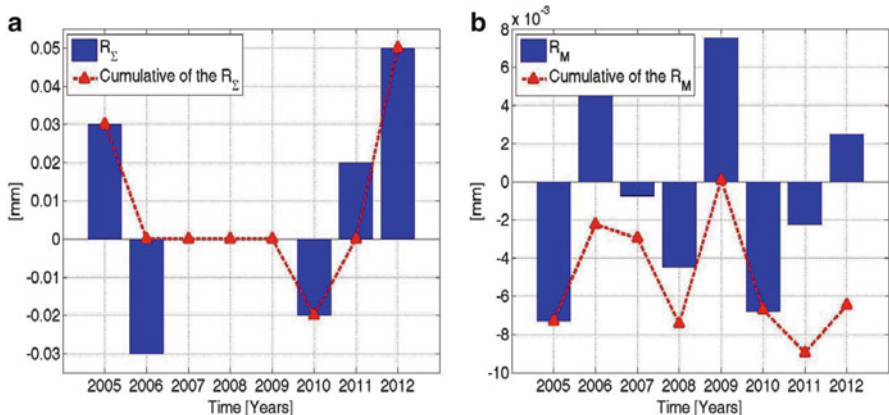 a
R_Σ
Cumulative of the R_Σ
[mm]
0.05
0.04
0.03
0.02
0.01
0
-0.01
-0.02
-0.03
2005 2006 2007 2008 2009 2010 2011 2012
Time [Years]
b
8 x 10⁻³
R_M
Cumulative of the R_M
[mm]
6
4
2
0
-2
-4
-6
-8
-10
2005 2006 2007 2008 2009 2010 2011 2012
Time [Years]